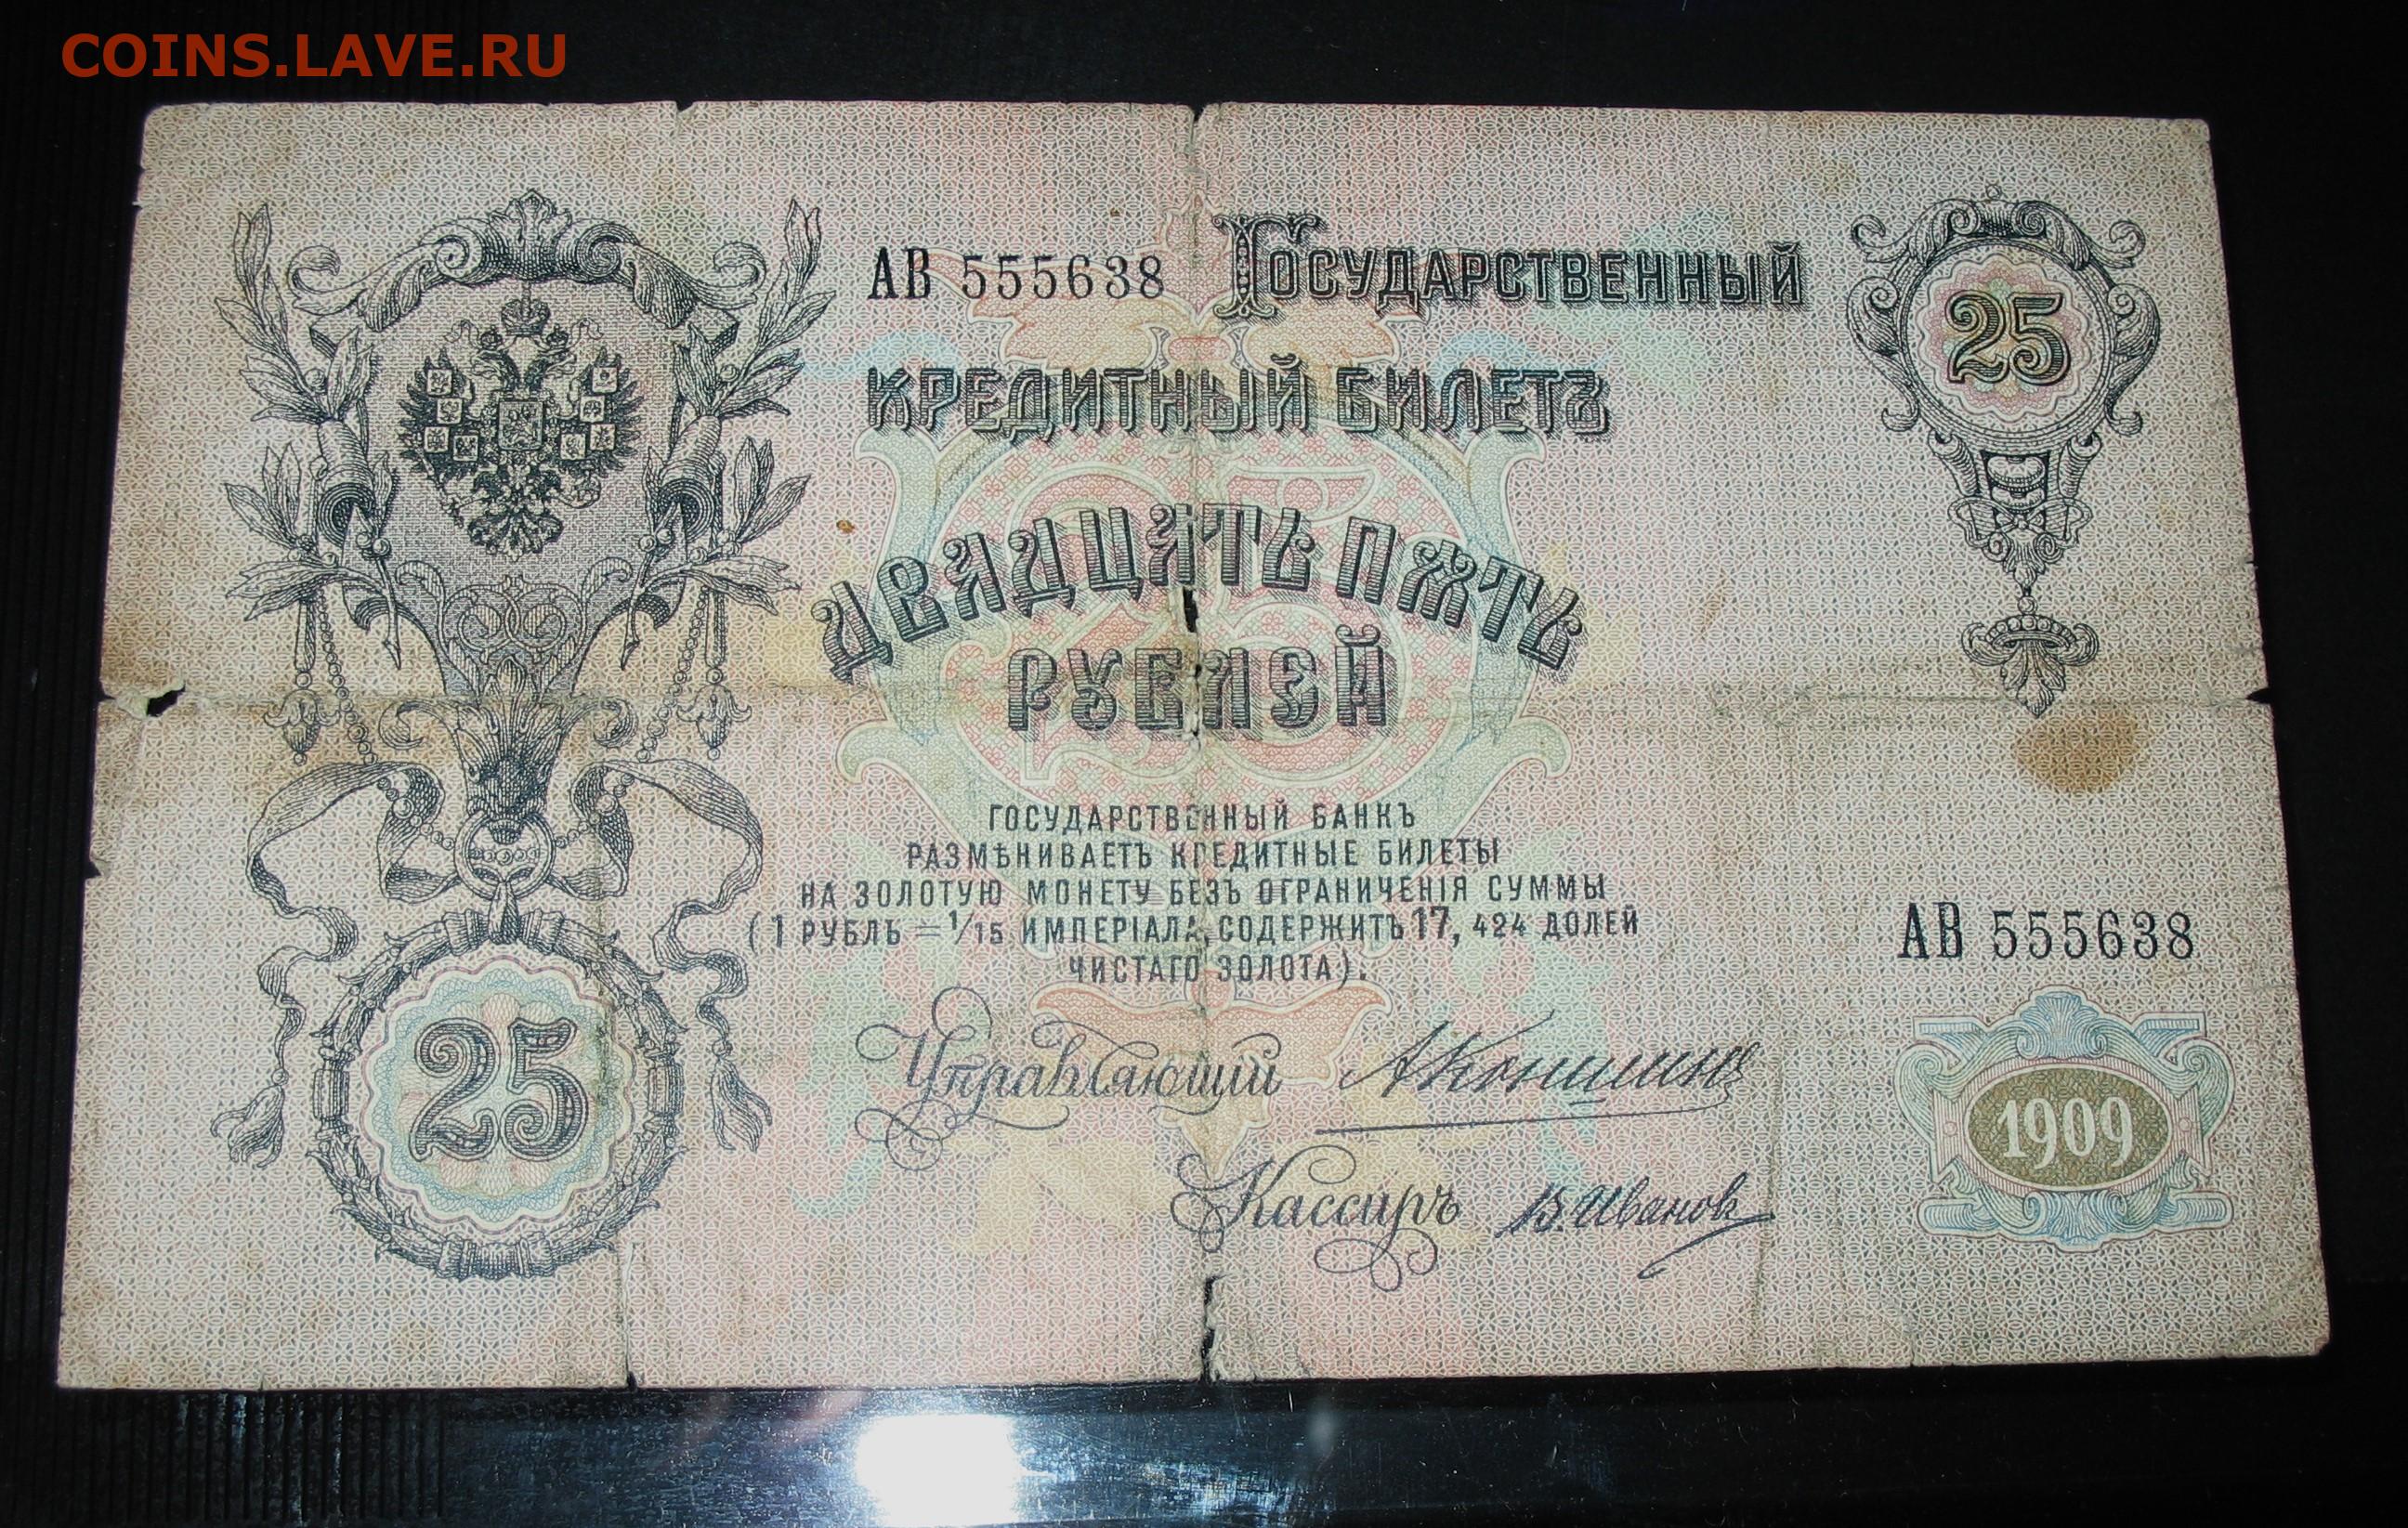 COINS.LAVE.RU
АВ 555638 ГОСУДАРСТВЕННЫЙ
25
КРЕДИТНЫЙ БИЛЕТЪ
ДВАДЦАТЬ ПЯТЬ
РУБЛЕЙ
ГОСУДАРСТВЕННЫЙ БАНКЪ
РАЗМѢНИВАЕТЪ КРЕДИТНЫЕ БИЛЕТЫ
НА ЗОЛОТУЮ МОНЕТУ БЕЗЪ ОГРАНИЧЕНІЯ СУММЫ
(1 РУБЛЬ = 1/15 ИМПЕРІАЛА, СОДЕРЖИТЪ 17, 424 ДОЛЕЙ
ЧИСТАГО ЗОЛОТА).
АВ 555638
25
Управляющій АКоншинъ
1909
Кассиръ В. Иванов